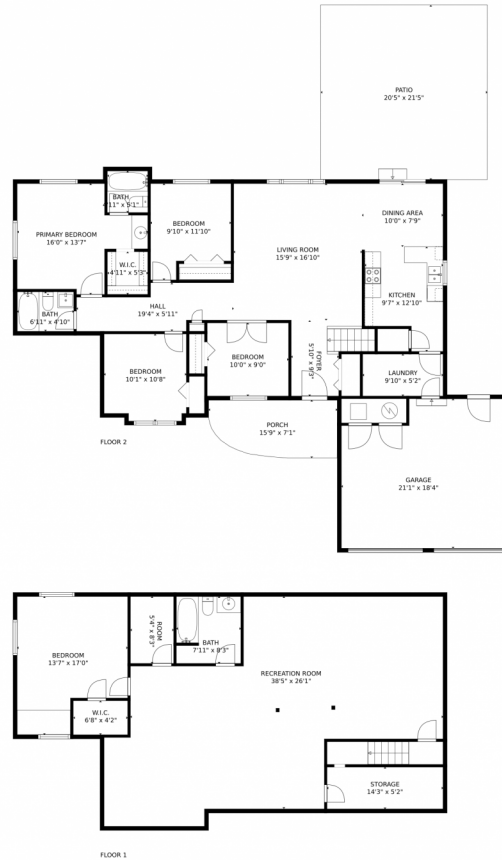 PATIO
20'5" x 21'5"
BATH
4'11" x 5'1"
BEDROOM
9'10" x 11'10"
DINING AREA
10'0" x 7'9"
PRIMARY BEDROOM
16'0" x 13'7"
LIVING ROOM
15'9" x 16'10"
W.I.C.
4'11" x 5'3"
KITCHEN
9'7" x 12'10"
HALL
19'4" x 5'11"
BATH
6'11" x 4'10"
BEDROOM
10'0" x 9'0"
FOYER
5'10" x 9'3"
BEDROOM
10'1" x 10'8"
LAUNDRY
9'10" x 5'2"
PORCH
15'9" x 7'1"
FLOOR 2
GARAGE
21'1" x 18'4"
ROOM
5'4" x 8'3"
BATH
7'11" x 8'3"
BEDROOM
13'7" x 17'0"
RECREATION ROOM
38'5" x 26'1"
W.I.C.
6'8" x 4'2"
STORAGE
14'3" x 5'2"
FLOOR 1